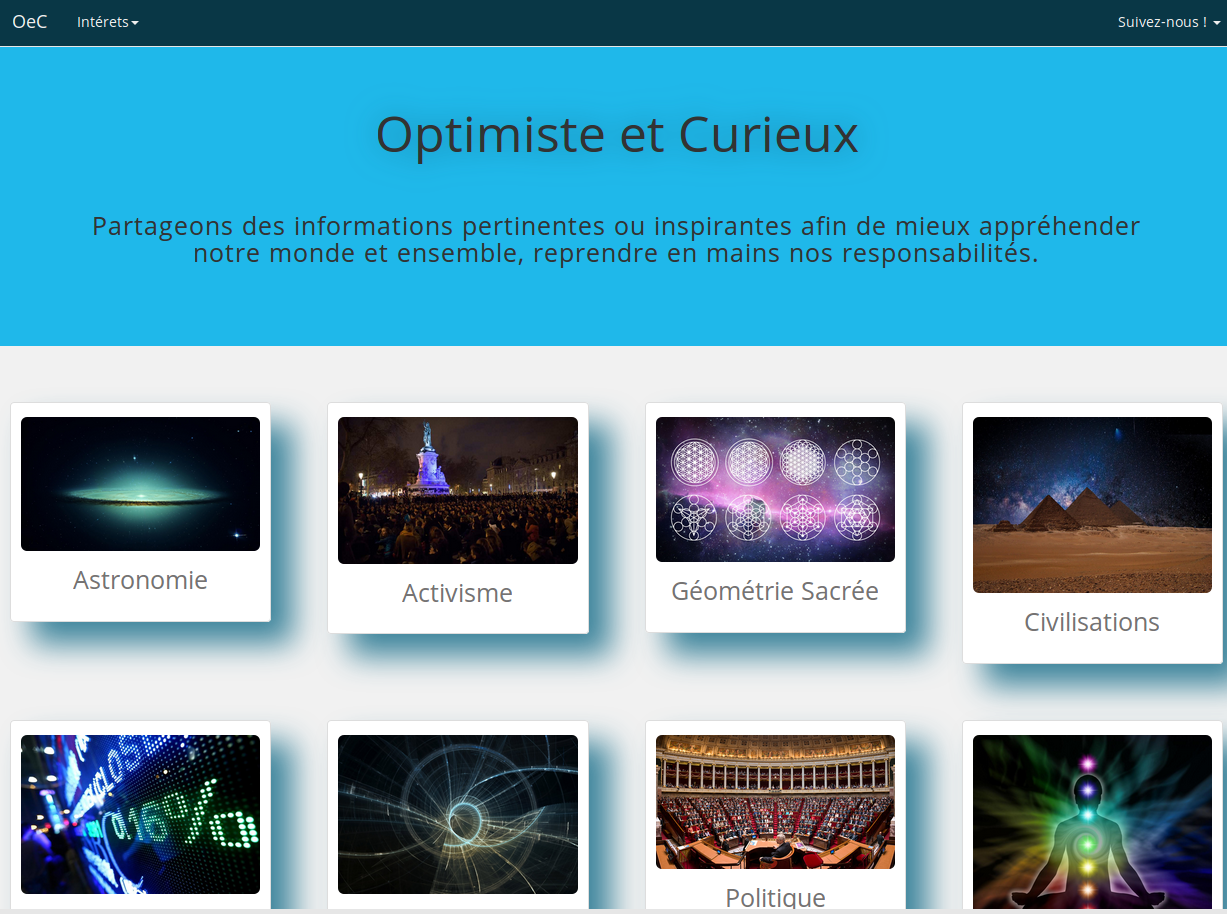 OeC Intérets Suivez-nous !
Optimiste et Curieux
Partageons des informations pertinentes ou inspirantes afin de mieux appréhender
notre monde et ensemble, reprendre en mains nos responsabilités.
Astronomie
Activisme
Géométrie Sacrée
Civilisations
Politique